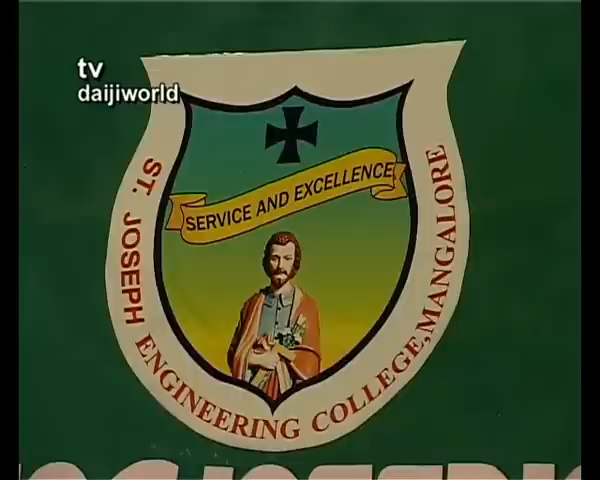 tv
daijiworld
SERVICE AND EXCELLENCE
ST. JOSEPH ENGINEERING COLLEGE, MANGALORE